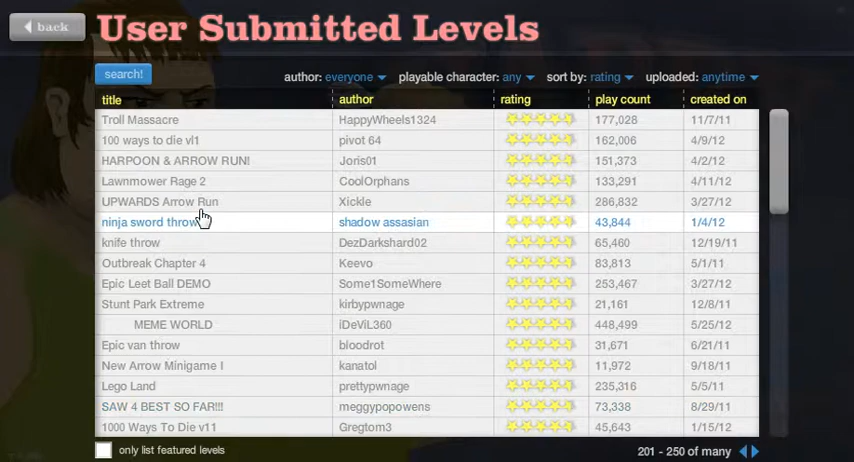 back
User Submitted Levels
search!
author: everyone playable character: any sort by: rating uploaded: anytime
title author rating play count created on
Troll Massacre HappyWheels1324 177,028 11/7/11
100 ways to die vl1 pivot 64 162,006 4/9/12
HARPOON & ARROW RUN! Joris01 151,373 4/2/12
Lawnmower Rage 2 CoolOrphans 133,291 4/11/12
UPWARDS Arrow Run Xickle 286,832 3/27/12
ninja sword throw shadow assasian 43,844 1/4/12
knife throw DezDarkshard02 65,460 12/19/11
Outbreak Chapter 4 Keevo 83,813 5/1/11
Epic Leet Ball DEMO Some1SomeWhere 253,467 3/27/12
Stunt Park Extreme kirbypwnage 21,161 12/8/11
MEME WORLD iDeViL360 448,499 5/25/12
Epic van throw bloodrot 31,671 6/21/11
New Arrow Minigame I kanatol 11,972 9/18/11
Lego Land prettypwnage 235,316 5/5/11
SAW 4 BEST SO FAR!!! meggypopowens 73,338 8/29/11
1000 Ways To Die v11 Gregtom3 45,643 1/15/12
only list featured levels 201 - 250 of many